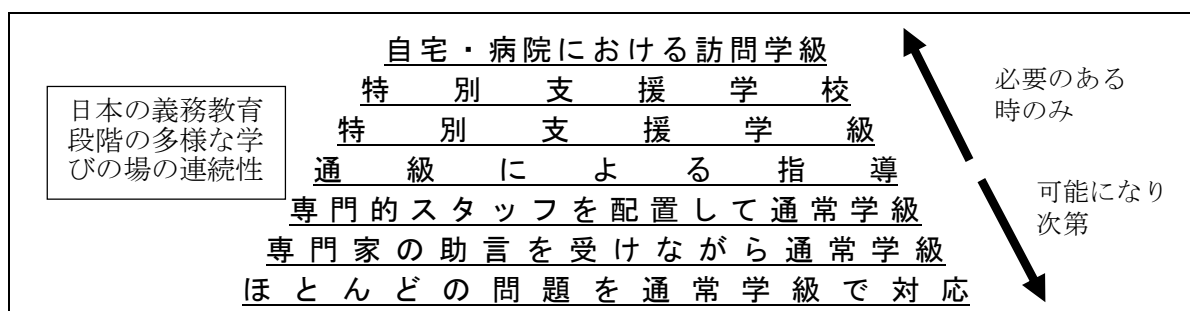 自宅・病院における訪問学級
特別支援学校
特別支援学級
通級による指導
専門的スタッフを配置して通常学級
専門家の助言を受けながら通常学級
ほとんどの問題を通常学級で対応
日本の義務教育
段階の多様な学
びの場の連続性
必要のある
時のみ
可能になり
次第